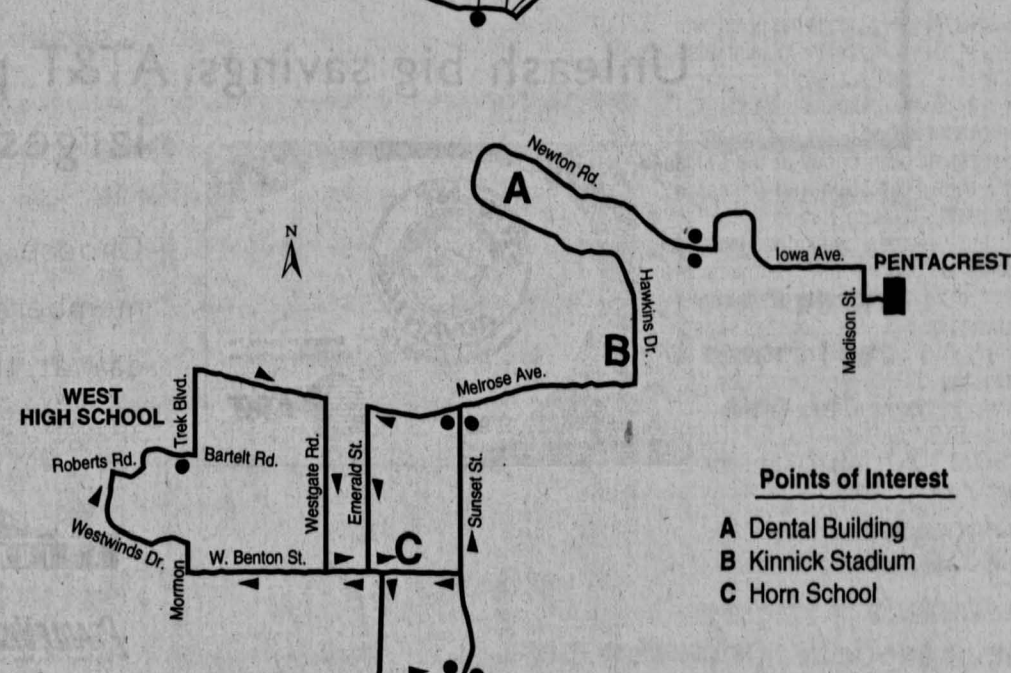 Unleash big savings. AT&T
Newton Rd.
A
N
Iowa Ave.
PENTACREST
Hawkins Dr.
Madison St.
B
Melrose Ave.
WEST
HIGH SCHOOL
Trek Blvd.
Roberts Rd.
Bartelt Rd.
Westgate Rd.
Emerald St.
Sunset St.
Westwinds Dr.
W. Benton St.
C
Mormon
Points of Interest
A Dental Building
B Kinnick Stadium
C Horn School